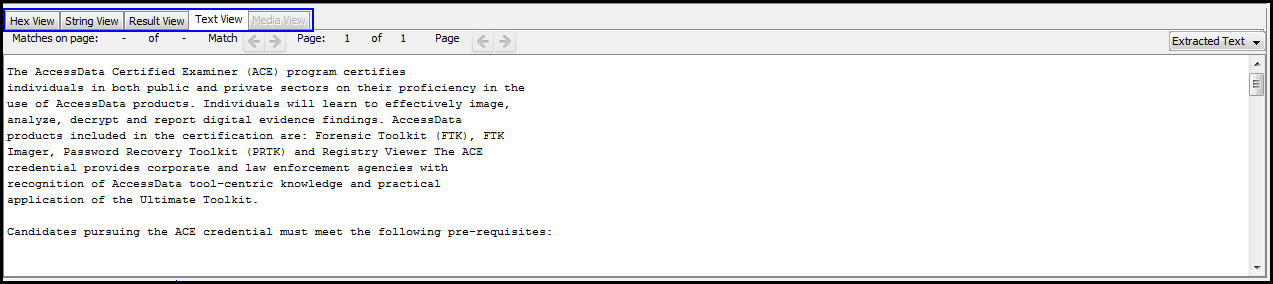 Hex View String View Result View Text View Media View
Matches on page: - of - Match Page: 1 of 1 Page Extracted Text
The AccessData Certified Examiner (ACE) program certifies
individuals in both public and private sectors on their proficiency in the
use of AccessData products. Individuals will learn to effectively image,
analyze, decrypt and report digital evidence findings. AccessData
products included in the certification are: Forensic Toolkit (FTK), FTK
Imager, Password Recovery Toolkit (PRTK) and Registry Viewer The ACE
credential provides corporate and law enforcement agencies with
recognition of AccessData tool-centric knowledge and practical
application of the Ultimate Toolkit.
Candidates pursuing the ACE credential must meet the following pre-requisites: